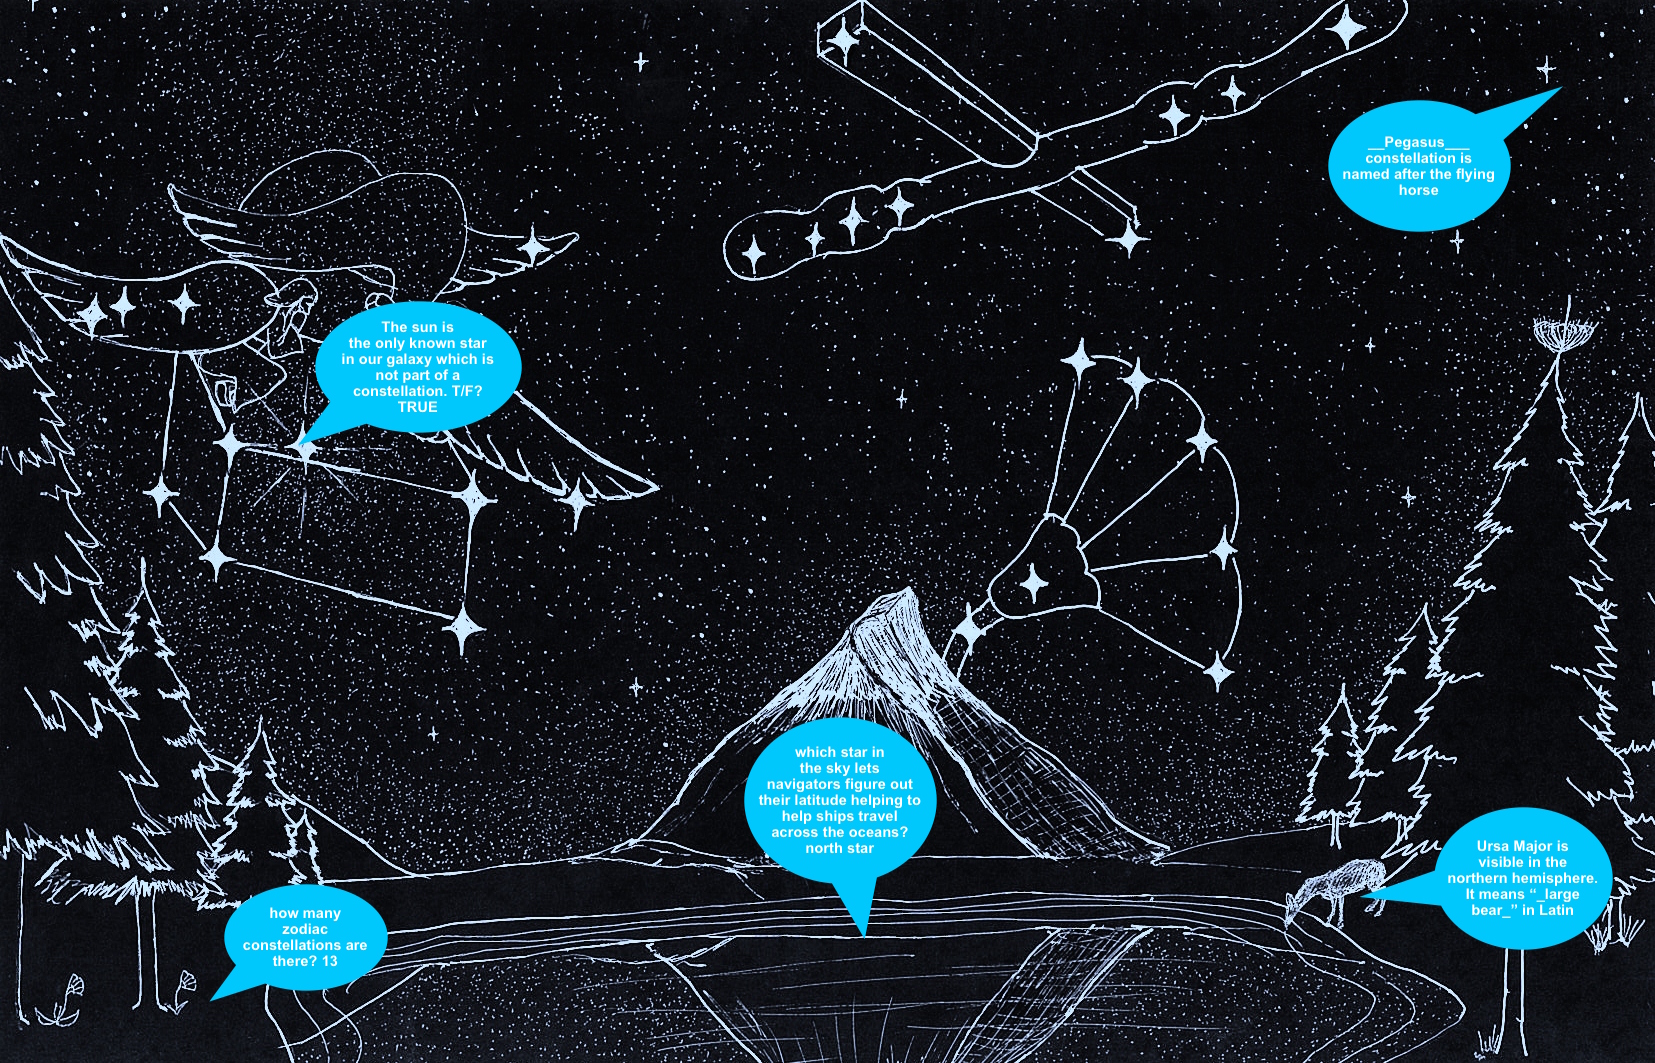 __Pegasus___
constellation is
named after the flying
horse
The sun is
the only known star
in our galaxy which is
not part of a
constellation. T/F?
TRUE
which star in
the sky lets
navigators figure out
their latitude helping to
help ships travel
across the oceans?
north star
Ursa Major is
visible in the
northern hemisphere.
It means “_large
bear_” in Latin
how many
zodiac
constellations are
there? 13